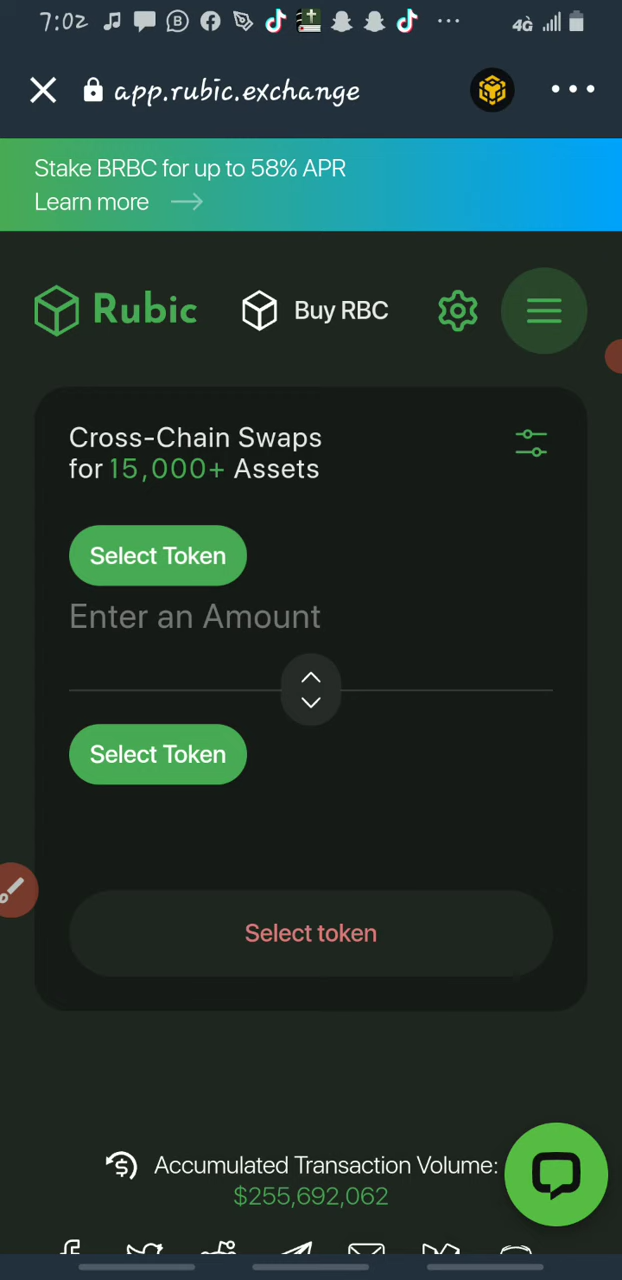 7:02
4G
app.rubic.exchange
Stake BRBC for up to 58% APR
Learn more
Rubic
Buy RBC
Cross-Chain Swaps
for 15,000+ Assets
Select Token
Enter an Amount
Select Token
Select token
Accumulated Transaction Volume:
$255,692,062